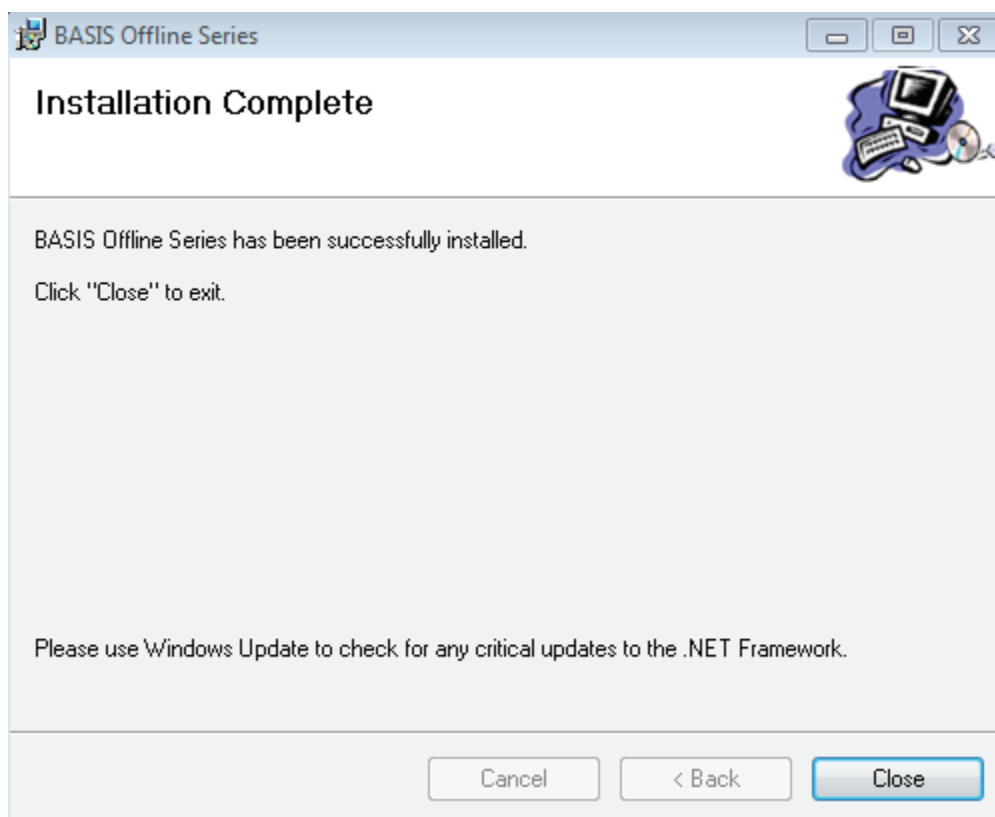 BASIS Offline Series
Installation Complete
BASIS Offline Series has been successfully installed.
Click "Close" to exit.
Please use Windows Update to check for any critical updates to the .NET Framework.
Cancel
< Back
Close